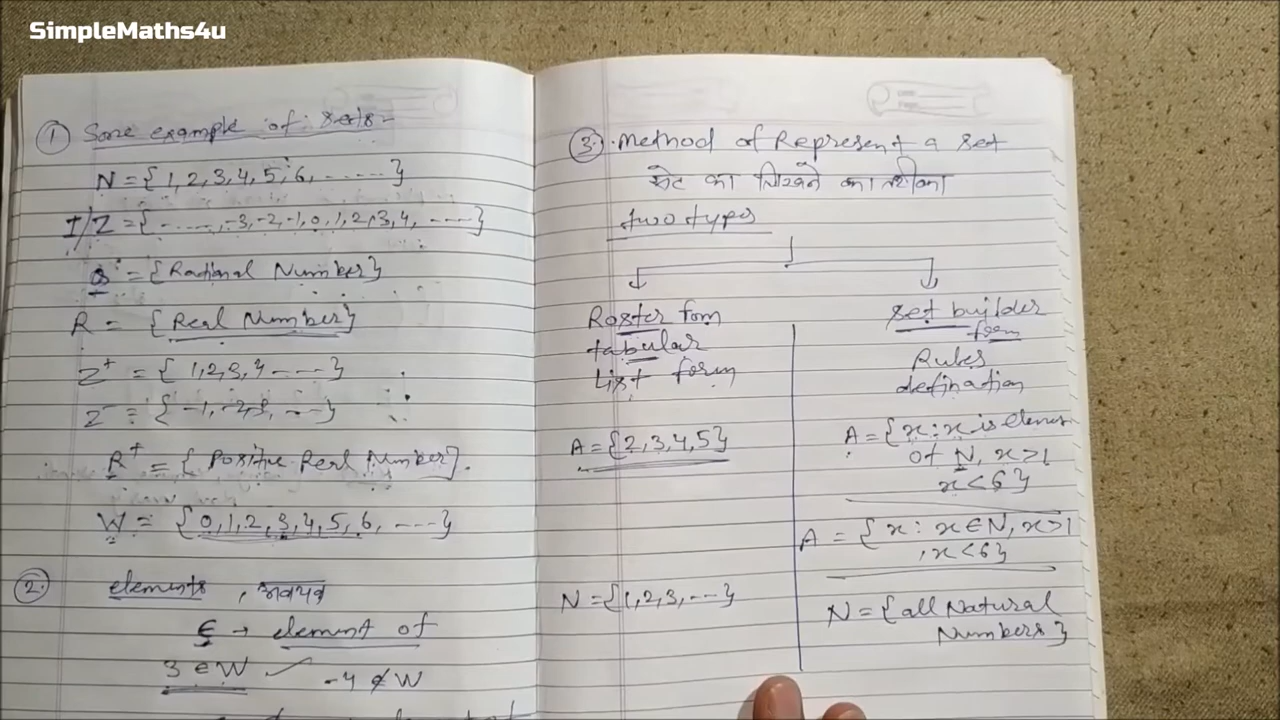 SimpleMaths4u
① Some example of sets-
N = {1,2,3,4,5,6, ......}
I/Z = {......,-3,-2,-1,0,1,2,3,4, .....}
Q = {Rational Number}
R = {Real Number}
Z⁺ = {1,2,3,4 .....}
Z⁻ = {-1,-2,3, ....}
R⁺ = {Positive Real Number}.
W = {0,1,2,3,4,5,6, .....}
②. elements, अवयव
∈ → element of
3 ∈ W ✓ -4 ∉ W
③. Method of Represent a set
सेट का लिखने का तरीका
two types
Roster fom
tabular
List form
A = {2,3,4,5}
N = {1,2,3, ....}
set builder
form
Rules
defination
A = {x : x is elemen
of N, x>1
x<6}
A = {x : x∈N, x>1
, x<6}
N = {all Natural
Numbers}